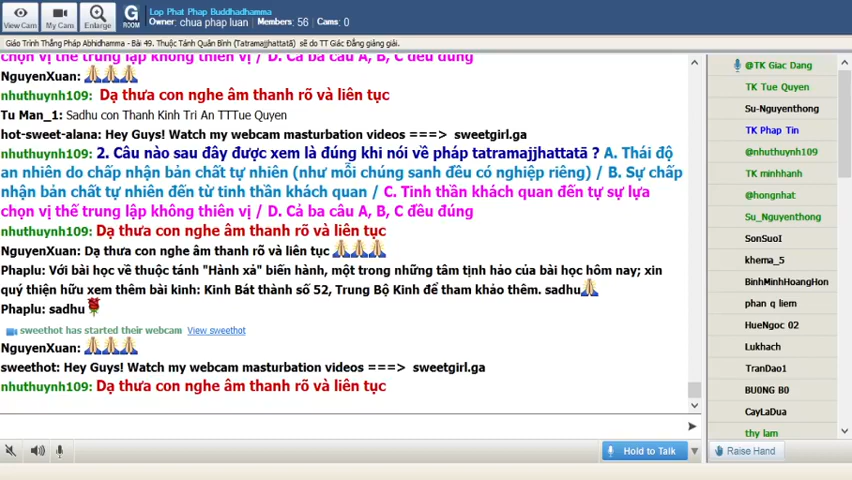 Lop Phat Phap Buddhadhamma
Owner: chua phap luan Members: 56 Cams: 0
View Cam My Cam Enlarge G ROOM
Giáo Trình Thắng Pháp Abhidhamma - Bài 49. Thuộc Tánh Quân Bình (Tatramajjhattatā) sẽ do TT Giác Đẳng giảng giải.
chọn vị thế trung lập không thiên vị / D. Cả ba câu A, B, C đều đúng
NguyenXuan:
nhuthuynh109: Dạ thưa con nghe âm thanh rõ và liên tục
Tu Man_1: Sadhu con Thanh Kinh Tri An TTTue Quyen
hot-sweet-alana: Hey Guys! Watch my webcam masturbation videos ===> sweetgirl.ga
nhuthuynh109: 2. Câu nào sau đây được xem là đúng khi nói về pháp tatramajjhattatā ? A. Thái độ
an nhiên do chấp nhận bản chất tự nhiên (như mỗi chúng sanh đều có nghiệp riêng) / B. Sự chấp
nhận bản chất tự nhiên đến từ tinh thần khách quan / C. Tinh thần khách quan đến tự sự lựa
chọn vị thế trung lập không thiên vị / D. Cả ba câu A, B, C đều đúng
nhuthuynh109: Dạ thưa con nghe âm thanh rõ và liên tục
NguyenXuan: Dạ thưa con nghe âm thanh rõ và liên tục
Phaplu: Với bài học về thuộc tánh "Hành xả" biến hành, một trong những tâm tịnh hảo của bài học hôm nay; xin
quý thiện hữu xem thêm bài kinh: Kinh Bát thành số 52, Trung Bộ Kinh để tham khảo thêm. sadhu
Phaplu: sadhu
sweethot has started their webcam View sweethot
NguyenXuan:
sweethot: Hey Guys! Watch my webcam masturbation videos ===> sweetgirl.ga
nhuthuynh109: Dạ thưa con nghe âm thanh rõ và liên tục
Hold to Talk
@TK Giac Dang
TK Tue Quyen
Su-Nguyenthong
TK Phap Tin
@nhuthuynh109
TK minhhanh
@hongnhat
Su_Nguyenthong
SonSuoI
khema_5
BinhMinhHoangHon
phan q liem
HueNgoc 02
Lukhach
TranDao1
BU0NG B0
CayLaDua
thy lam
Raise Hand